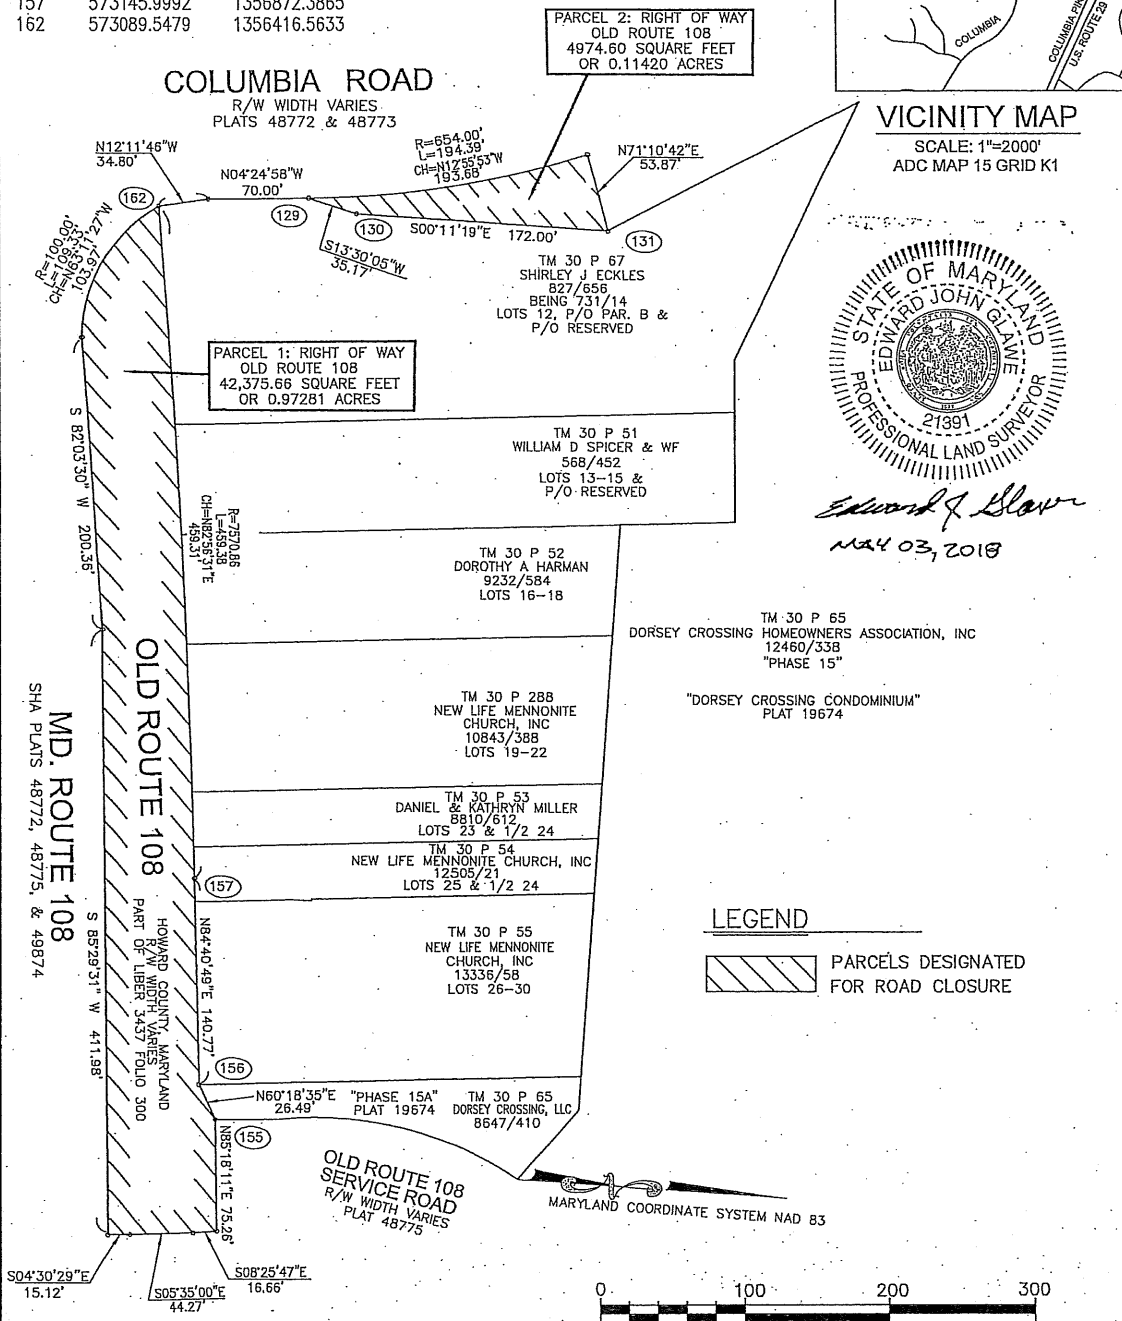 157 573145.9992 1356872.3865
162 573089.5479 1356416.5633
PARCEL 2: RIGHT OF WAY
OLD ROUTE 108
4974.60 SQUARE FEET
OR 0.11420 ACRES
COLUMBIA
COLUMBIA PIK
U.S. ROUTE 29
COLUMBIA ROAD
R/W WIDTH VARIES
PLATS 48772 & 48773
VICINITY MAP
SCALE: 1"=2000'
ADC MAP 15 GRID K1
N12°11'46"W
34.80'
N04°24'58"W
70.00'
R=654.00'
L=194.39'
CH=N12°55'53"W
193.68'
N71°10'42"E
53.87'
162
129
130
131
S13°30'05"W
35.17'
S00°11'19"E 172.00'
R=100.00'
L=109.33'
CH=N63°11'27"W
103.97'
TM 30 P 67
SHIRLEY J ECKLES
827/656
BEING 731/14
LOTS 12, P/O PAR. B &
P/O RESERVED
STATE OF MARYLAND
EDWARD JOHN GLAWE
21391
PROFESSIONAL LAND SURVEYOR
MAY 03, 2018
PARCEL 1: RIGHT OF WAY
OLD ROUTE 108
42,375.66 SQUARE FEET
OR 0.97281 ACRES
S 82°03'30" W 200.36'
TM 30 P 51
WILLIAM D SPICER & WF
568/452
LOTS 13-15 &
P/O RESERVED
R=7570.86
L=459.38
CH=N82°56'31"E
459.31'
TM 30 P 52
DOROTHY A HARMAN
9232/584
LOTS 16-18
TM 30 P 65
DORSEY CROSSING HOMEOWNERS ASSOCIATION, INC
12460/338
"PHASE 15"
"DORSEY CROSSING CONDOMINIUM"
PLAT 19674
OLD ROUTE 108
MD. ROUTE 108
SHA PLATS 48772, 48775, & 49874
TM 30 P 288
NEW LIFE MENNONITE
CHURCH, INC
10843/388
LOTS 19-22
TM 30 P 53
DANIEL & KATHRYN MILLER
8810/612
LOTS 23 & 1/2 24
TM 30 P 54
NEW LIFE MENNONITE CHURCH, INC
12505/21
LOTS 25 & 1/2 24
157
S 85°29'31" W 411.98'
HOWARD COUNTY, MARYLAND
R/W WIDTH VARIES
PART OF LIBER 3437 FOLIO 300
N84°40'49"E 140.77'
TM 30 P 55
NEW LIFE MENNONITE
CHURCH, INC
13336/58
LOTS 26-30
LEGEND
PARCELS DESIGNATED
FOR ROAD CLOSURE
156
N60°18'35"E
26.49'
"PHASE 15A"
PLAT 19674
TM 30 P 65
DORSEY CROSSING, LLC
8647/410
155
N85°18'11"E 75.26'
OLD ROUTE 108
SERVICE ROAD
R/W WIDTH VARIES
PLAT 48775
MARYLAND COORDINATE SYSTEM NAD 83
S04°30'29"E
15.12'
S05°35'00"E
44.27'
S08°25'47"E
16.66'
0 100 200 300